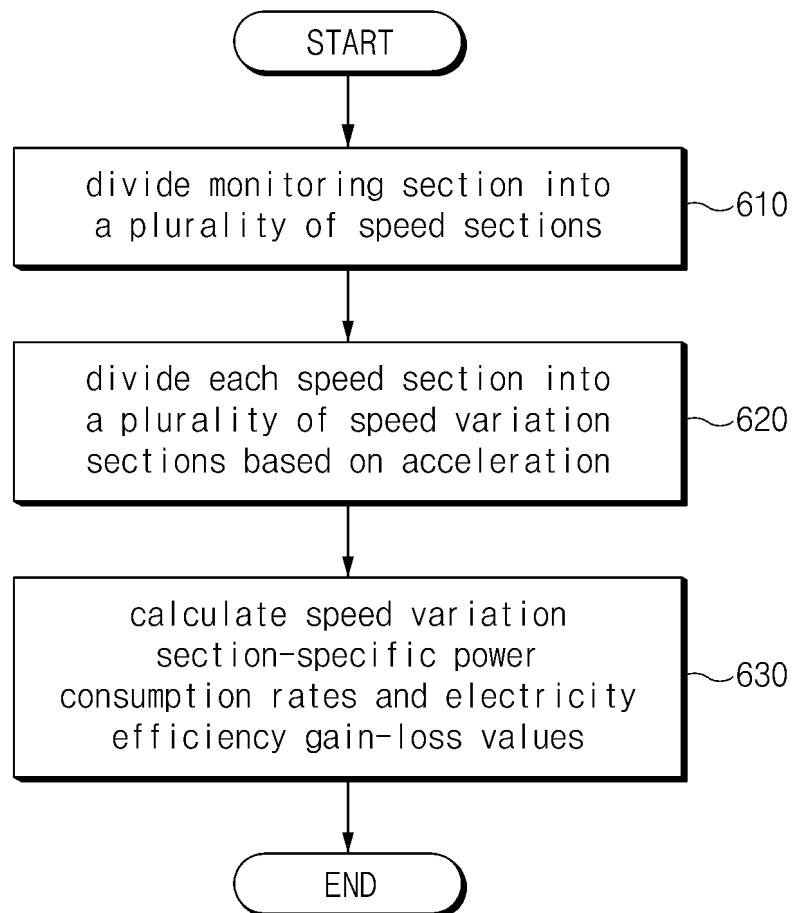 START
divide monitoring section into
a plurality of speed sections
610
divide each speed section into
a plurality of speed variation
sections based on acceleration
620
calculate speed variation
section-specific power
consumption rates and electricity
efficiency gain-loss values
630
END